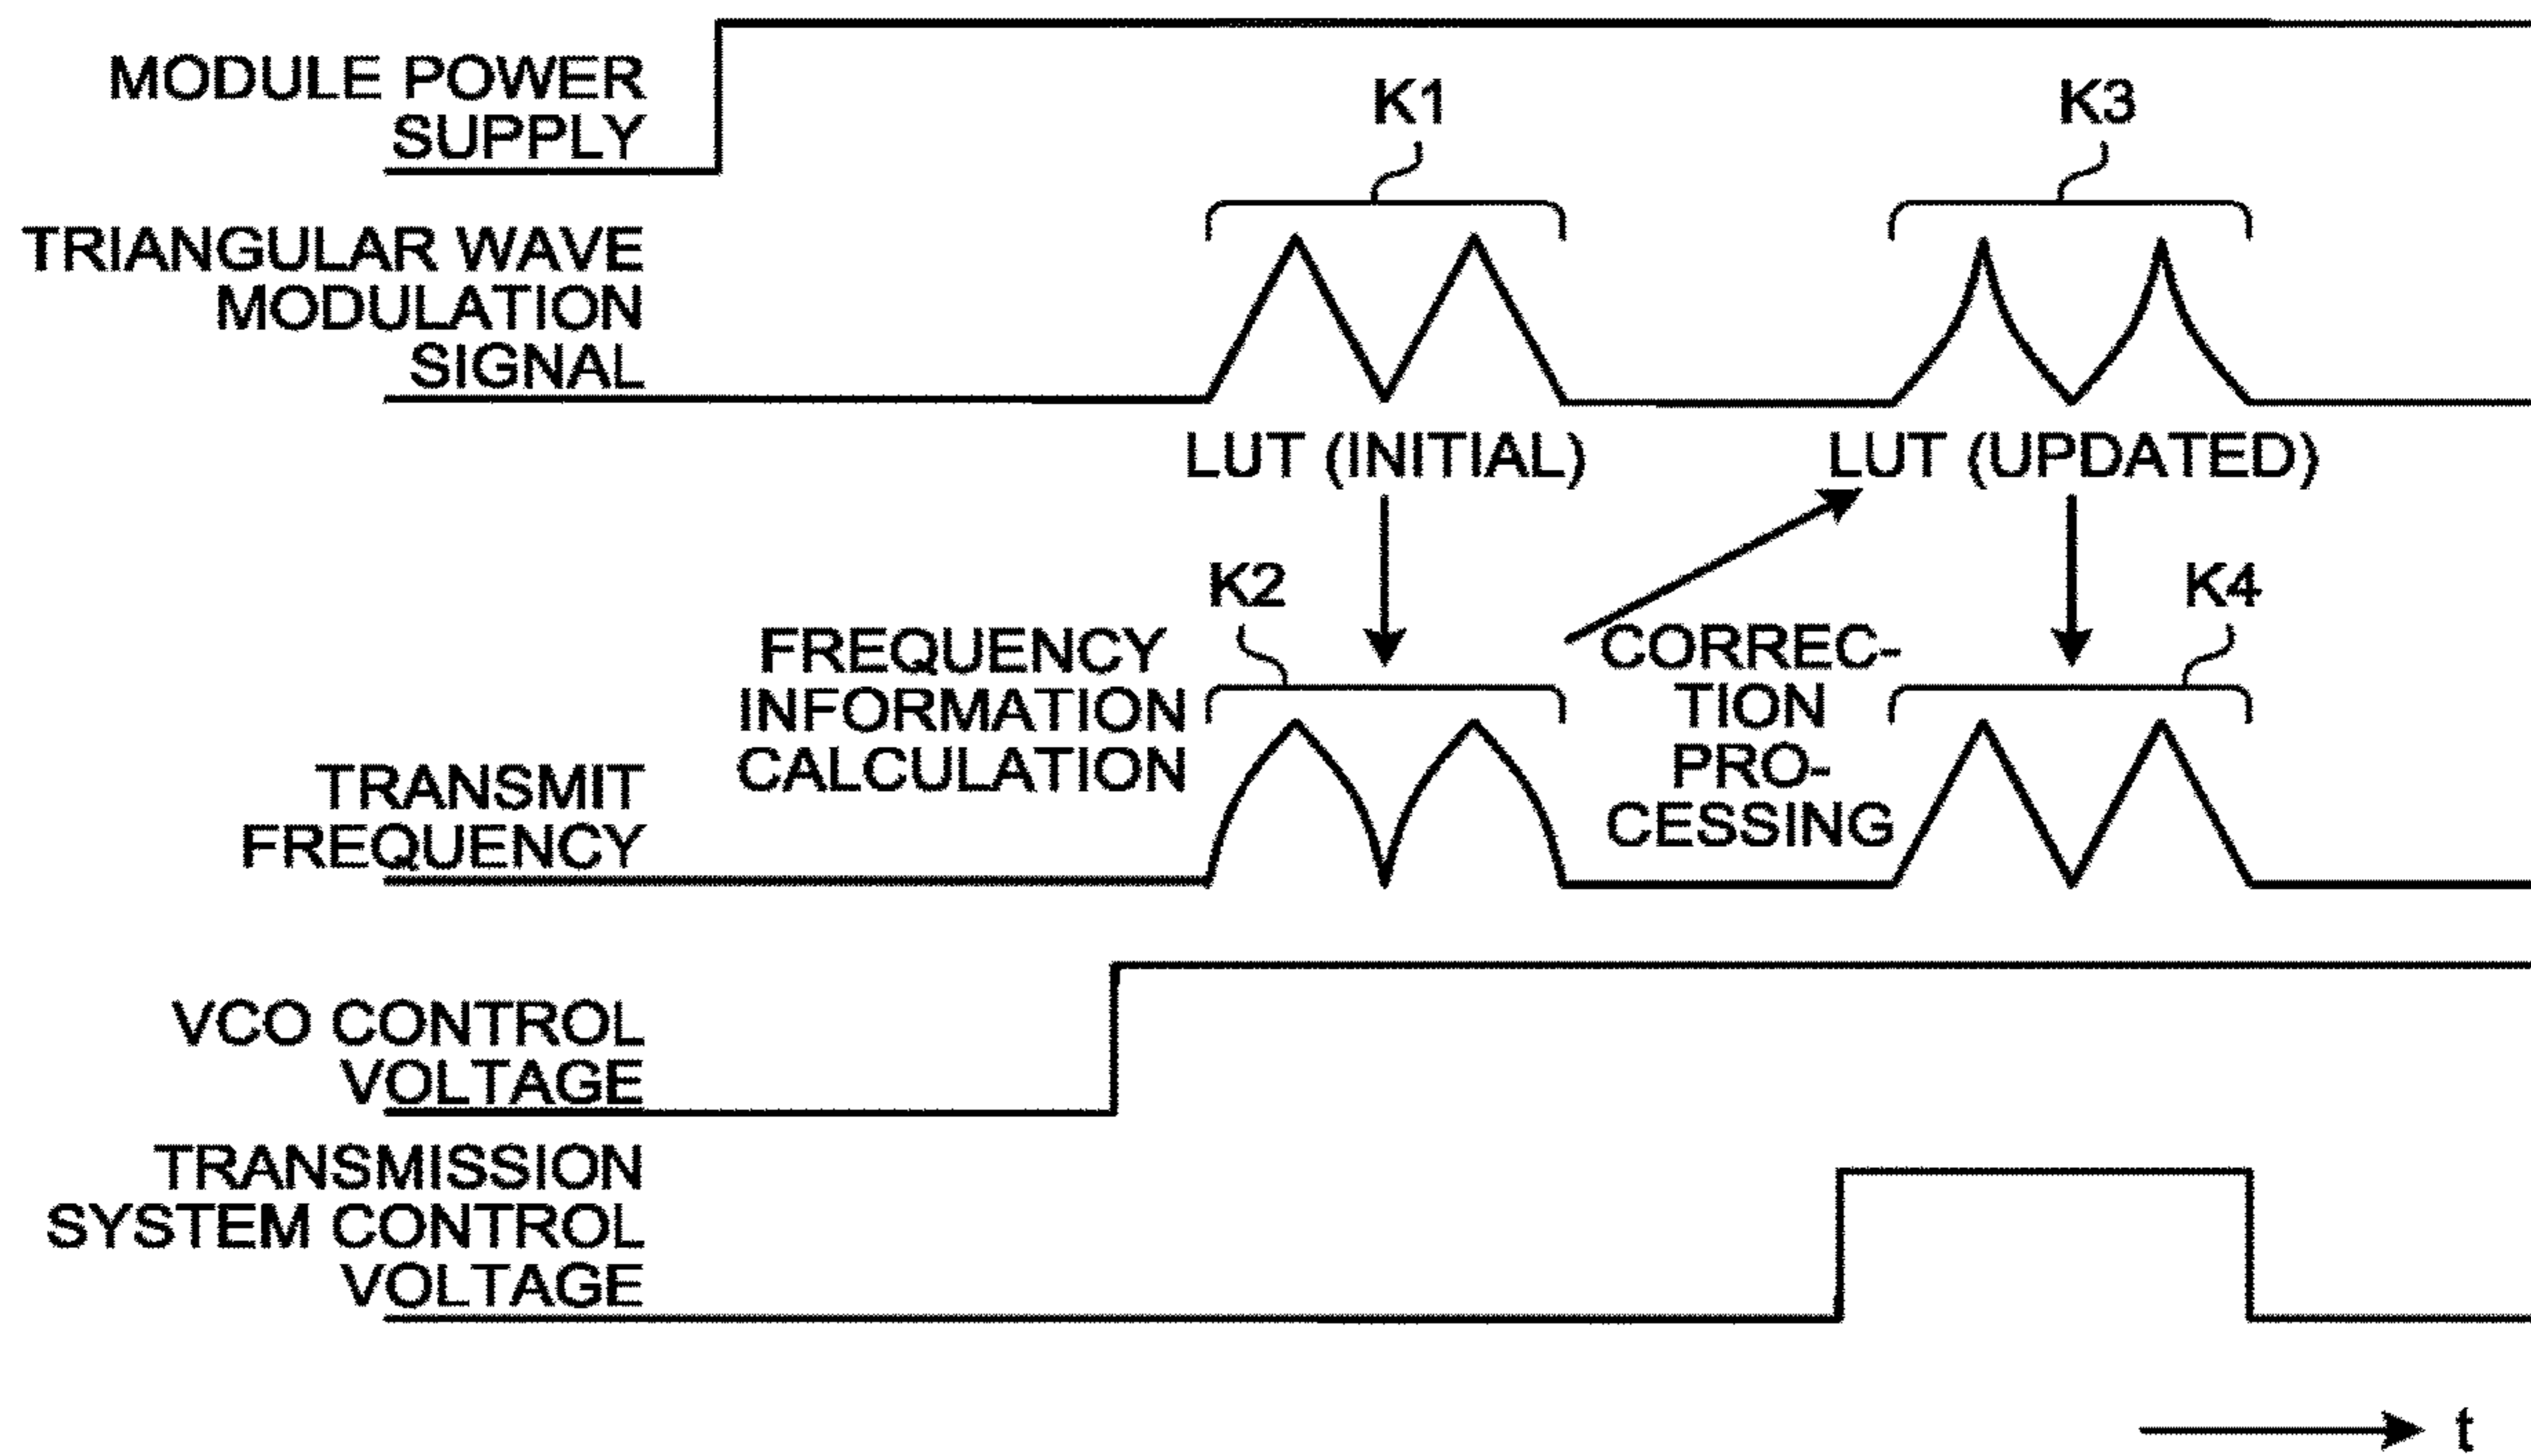 MODULE POWER
SUPPLY
K1
K3
TRIANGULAR WAVE
MODULATION
SIGNAL
LUT (INITIAL)
LUT (UPDATED)
K2
K4
FREQUENCY
INFORMATION
CALCULATION
CORREC-
TION
PRO-
CESSING
TRANSMIT
FREQUENCY
VCO CONTROL
VOLTAGE
TRANSMISSION
SYSTEM CONTROL
VOLTAGE
t